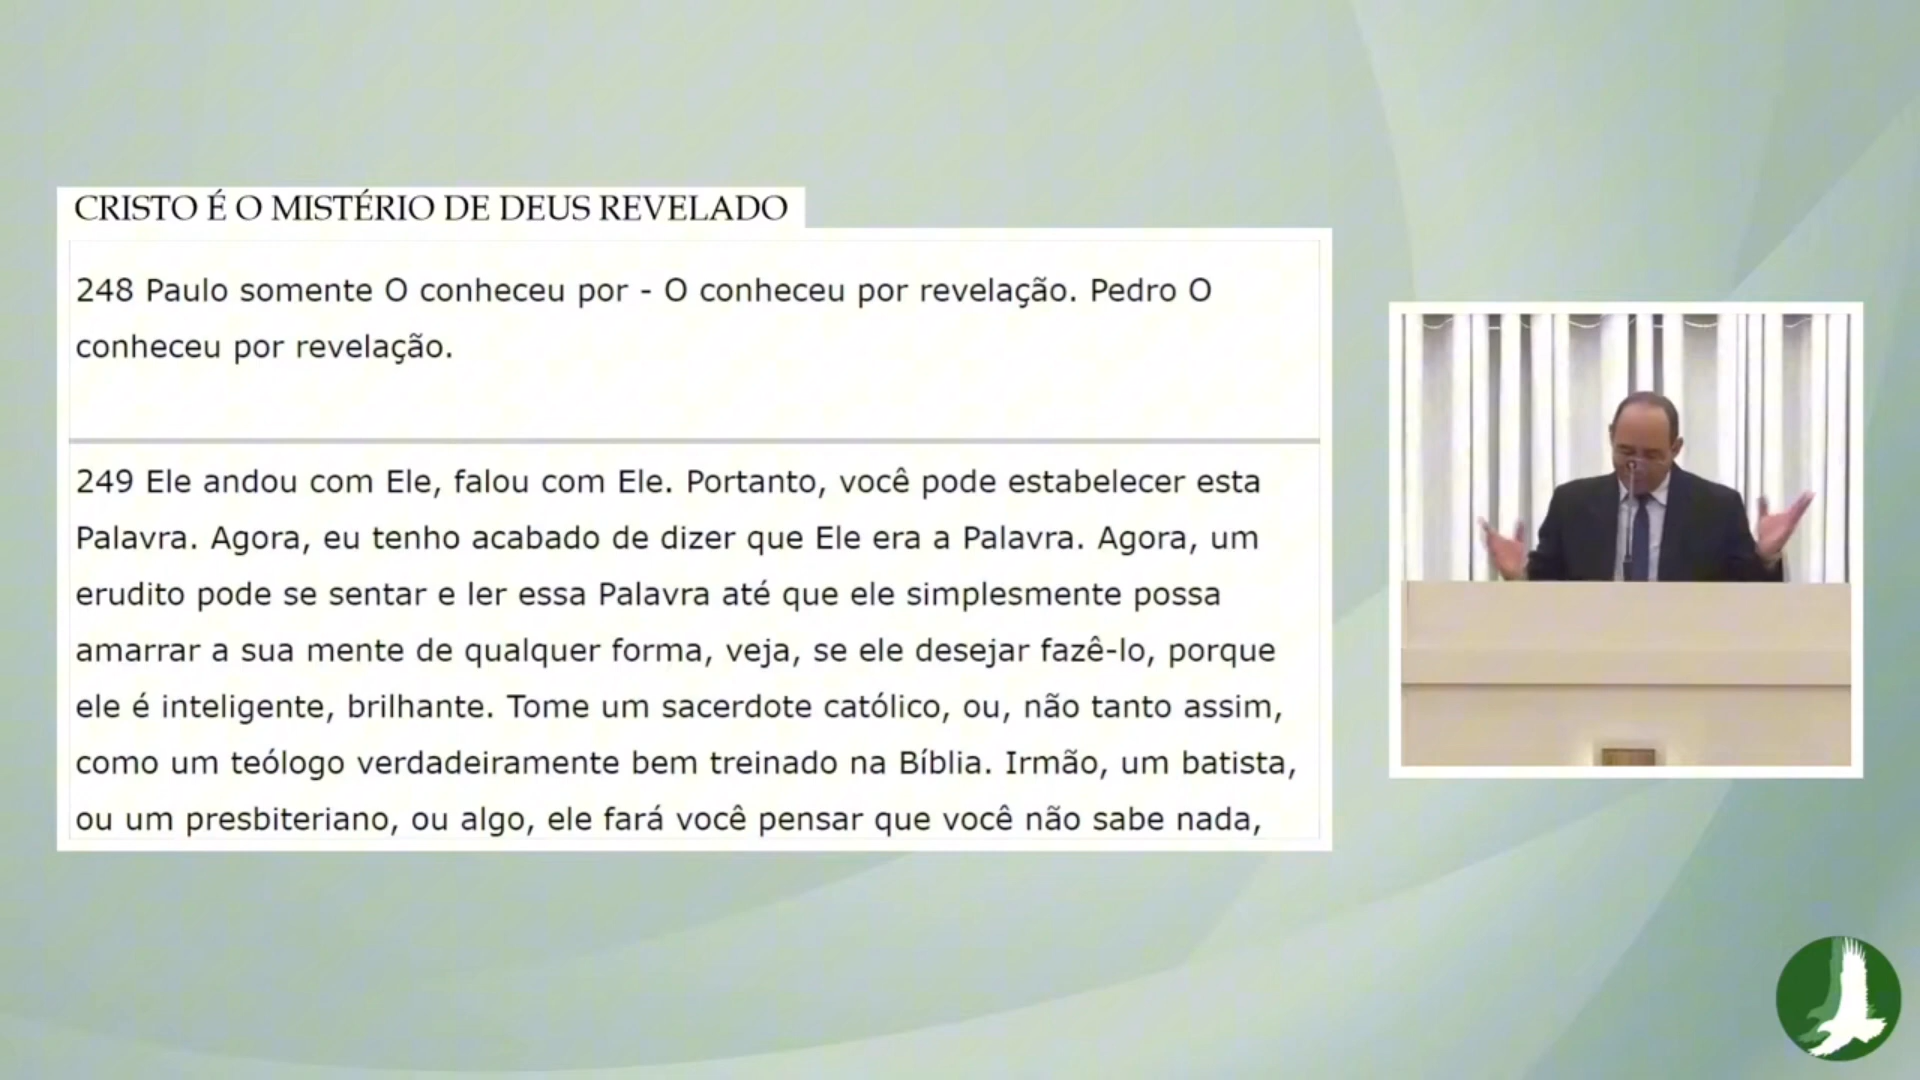 CRISTO É O MISTÉRIO DE DEUS REVELADO
248 Paulo somente O conheceu por - O conheceu por revelação. Pedro O
conheceu por revelação.
249 Ele andou com Ele, falou com Ele. Portanto, você pode estabelecer esta
Palavra. Agora, eu tenho acabado de dizer que Ele era a Palavra. Agora, um
erudito pode se sentar e ler essa Palavra até que ele simplesmente possa
amarrar a sua mente de qualquer forma, veja, se ele desejar fazê-lo, porque
ele é inteligente, brilhante. Tome um sacerdote católico, ou, não tanto assim,
como um teólogo verdadeiramente bem treinado na Bíblia. Irmão, um batista,
ou um presbiteriano, ou algo, ele fará você pensar que você não sabe nada,